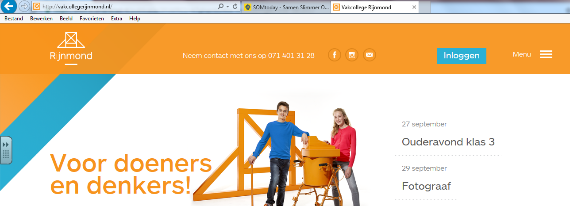 http://vakcollegerijnmond.nl/
SOMtoday - Samen Slimmer O...
Vakcollege Rijnmond
Bestand Bewerken Beeld Favorieten Extra Help
Rijnmond
Neem contact met ons op 071 401 31 28
Inloggen
Menu
27 september
Ouderavond klas 3
29 september
Fotograaf
Voor doeners
en denkers!